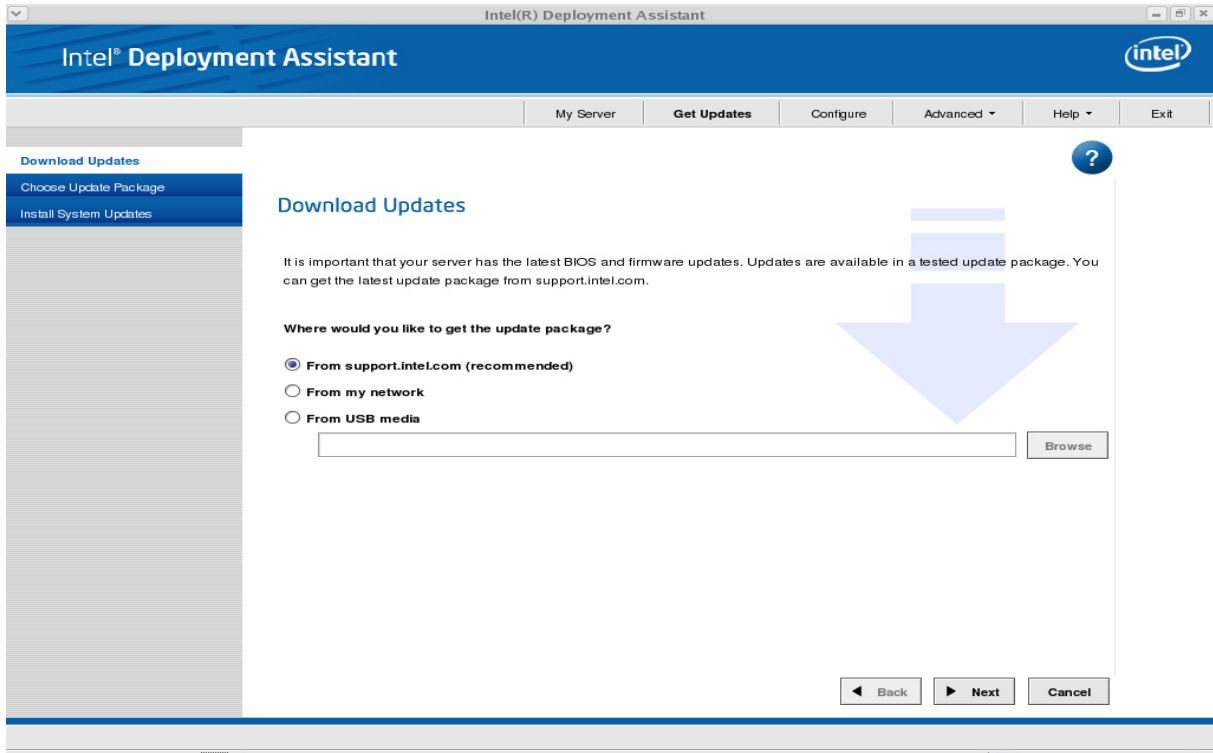 Intel(R) Deployment Assistant
Intel® Deployment Assistant
intel
My Server
Get Updates
Configure
Advanced
Help
Exit
Download Updates
Choose Update Package
Install System Updates
?
Download Updates
It is important that your server has the latest BIOS and firmware updates. Updates are available in a tested update package. You
can get the latest update package from support.intel.com.
Where would you like to get the update package?
From support.intel.com (recommended)
From my network
From USB media
Browse
Back
Next
Cancel